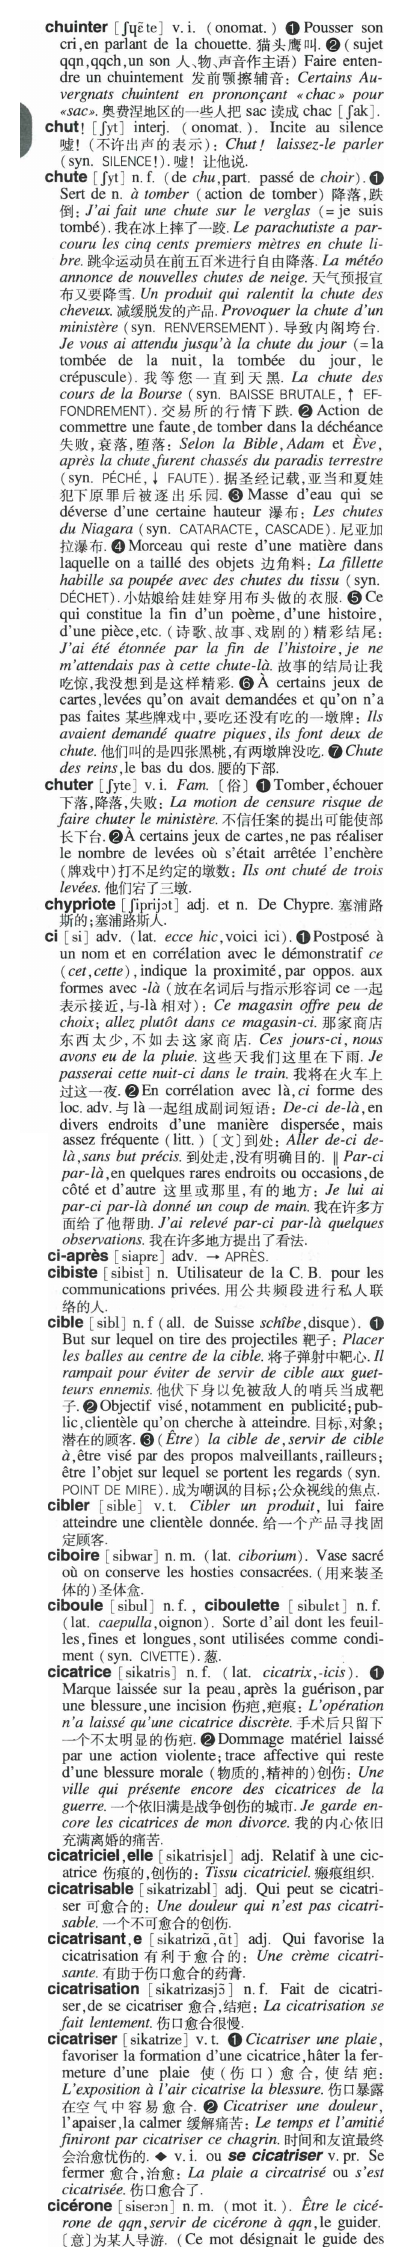 chuinter [ʃɥɛ̃te] v. i. (onomat.) ❶ Pousser son
cri,en parlant de la chouette. 猫头鹰叫. ❷ (sujet
qqn,qqch,un son 人、物、声音作主语) Faire enten-
dre un chuintement 发前颚擦辅音: Certains Au-
vergnats chuintent en prononçant «chac» pour
«sac». 奥费涅地区的一些人把 sac 读成 chac [ʃak].
chut! [ʃyt] interj. (onomat.). Incite au silence
嘘! (不许出声的表示): Chut! laissez-le parler
(syn. SILENCE!). 嘘! 让他说.
chute [ʃyt] n. f. (de chu,part. passé de choir). ❶
Sert de n. à tomber (action de tomber) 降落,跌
倒: J'ai fait une chute sur le verglas (= je suis
tombé). 我在冰上摔了一跤. Le parachutiste a par-
couru les cinq cents premiers mètres en chute li-
bre. 跳伞运动员在前五百米进行自由降落. La météo
annonce de nouvelles chutes de neige. 天气预报宣
布又要降雪. Un produit qui ralentit la chute des
cheveux. 减缓脱发的产品. Provoquer la chute d'un
ministère (syn. RENVERSEMENT). 导致内阁垮台.
Je vous ai attendu jusqu'à la chute du jour (= la
tombée de la nuit, la tombée du jour, le
crépuscule). 我等您一直到天黑. La chute des
cours de la Bourse (syn. BAISSE BRUTALE, ↑ EF-
FONDREMENT). 交易所的行情下跌. ❷ Action de
commettre une faute,de tomber dans la déchéance
失败,衰落,堕落: Selon la Bible, Adam et Ève,
après la chute,furent chassés du paradis terrestre
(syn. PÉCHÉ, ↓ FAUTE). 据圣经记载,亚当和夏娃
犯下原罪后被逐出乐园. ❸ Masse d'eau qui se
déverse d'une certaine hauteur 瀑布: Les chutes
du Niagara (syn. CATARACTE, CASCADE). 尼亚加
拉瀑布. ❹ Morceau qui reste d'une matière dans
laquelle on a taillé des objets 边角料: La fillette
habille sa poupée avec des chutes du tissu (syn.
DÉCHET). 小姑娘给娃娃穿用布头做的衣服. ❺ Ce
qui constitue la fin d'un poème, d'une histoire,
d'une pièce,etc. (诗歌、故事、戏剧的)精彩结尾:
J'ai été étonnée par la fin de l'histoire, je ne
m'attendais pas à cette chute-là. 故事的结局让我
吃惊,我没想到是这样精彩. ❻ À certains jeux de
cartes,levées qu'on avait demandées et qu'on n'a
pas faites 某些牌戏中,要吃还没有吃的一墩牌: Ils
avaient demandé quatre piques, ils font deux de
chute. 他们叫的是四张黑桃,有两墩牌没吃. ❼ Chute
des reins,le bas du dos. 腰的下部.
chuter [ʃyte] v. i. Fam. 〔俗〕 ❶ Tomber,échouer
下落,降落,失败: La motion de censure risque de
faire chuter le ministère. 不信任案的提出可能使部
长下台. ❷ À certains jeux de cartes,ne pas réaliser
le nombre de levées où s'était arrêtée l'enchère
(牌戏中)打不足约定的墩数: Ils ont chuté de trois
levées. 他们宕了三墩.
chypriote [ʃiprijɔt] adj. et n. De Chypre. 塞浦路
斯的;塞浦路斯人.
ci [si] adv. (lat. ecce hic,voici ici). ❶ Postposé à
un nom et en corrélation avec le démonstratif ce
(cet,cette),indique la proximité,par oppos. aux
formes avec -là (放在名词后与指示形容词 ce 一起
表示接近,与-là 相对): Ce magasin offre peu de
choix; allez plutôt dans ce magasin-ci. 那家商店
东西太少,不如去这家商店. Ces jours-ci, nous
avons eu de la pluie. 这些天我们这里在下雨. Je
passerai cette nuit-ci dans le train. 我将在火车上
过这一夜. ❷ En corrélation avec là,ci forme des
loc. adv. 与 là 一起组成副词短语: De-ci de-là,en
divers endroits d'une manière dispersée, mais
assez fréquente (litt.) 〔文〕到处: Aller de-ci de-
là,sans but précis. 到处走,没有明确目的. ‖ Par-ci
par-là,en quelques rares endroits ou occasions,de
côté et d'autre 这里或那里,有的地方: Je lui ai
par-ci par-là donné un coup de main. 我在许多方
面给了他帮助. J'ai relevé par-ci par-là quelques
observations. 我在许多地方提出了看法.
ci-après [siaprɛ] adv. → APRÈS.
cibiste [sibist] n. Utilisateur de la C. B. pour les
communications privées. 用公共频段进行私人联
络的人.
cible [sibl] n. f (all. de Suisse schîbe,disque). ❶
But sur lequel on tire des projectiles 靶子: Placer
les balles au centre de la cible. 将子弹射中靶心. Il
rampait pour éviter de servir de cible aux guet-
teurs ennemis. 他伏下身以免被敌人的哨兵当成靶
子. ❷ Objectif visé,notamment en publicité;pub-
lic,clientèle qu'on cherche à atteindre. 目标,对象;
潜在的顾客. ❸ (Être) la cible de,servir de cible
à,être visé par des propos malveillants,railleurs;
être l'objet sur lequel se portent les regards (syn.
POINT DE MIRE). 成为嘲讽的目标;公众视线的焦点.
cibler [sible] v. t. Cibler un produit, lui faire
atteindre une clientèle donnée. 给一个产品寻找固
定顾客.
ciboire [sibwar] n. m. (lat. ciborium). Vase sacré
où on conserve les hosties consacrées. (用来装圣
体的)圣体盒.
ciboule [sibul] n. f. , ciboulette [sibulɛt] n. f.
(lat. caepulla,oignon). Sorte d'ail dont les feuil-
les,fines et longues,sont utilisées comme condi-
ment (syn. CIVETTE). 葱.
cicatrice [sikatris] n. f. (lat. cicatrix,-icis). ❶
Marque laissée sur la peau,après la guérison,par
une blessure,une incision 伤疤,疤痕: L'opération
n'a laissé qu'une cicatrice discrète. 手术后只留下
一个不太明显的伤疤. ❷ Dommage matériel laissé
par une action violente; trace affective qui reste
d'une blessure morale (物质的,精神的)创伤: Une
ville qui présente encore des cicatrices de la
guerre. 一个依旧满是战争创伤的城市. Je garde en-
core les cicatrices de mon divorce. 我的内心依旧
充满离婚的痛苦.
cicatriciel,elle [sikatrisjɛl] adj. Relatif à une cic-
atrice 伤痕的,创伤的: Tissu cicatriciel. 瘢痕组织.
cicatrisable [sikatrizabl] adj. Qui peut se cicatri-
ser 可愈合的: Une douleur qui n'est pas cicatri-
sable. 一个不可愈合的创伤.
cicatrisant,e [sikatrizɑ̃,ɑ̃t] adj. Qui favorise la
cicatrisation 有利于愈合的: Une crème cicatri-
sante. 有助于伤口愈合的药膏.
cicatrisation [sikatrizasjɔ̃] n. f. Fait de cicatri-
ser,de se cicatriser 愈合,结疤: La cicatrisation se
fait lentement. 伤口愈合很慢.
cicatriser [sikatrize] v. t. ❶ Cicatriser une plaie,
favoriser la formation d'une cicatrice,hâter la fer-
meture d'une plaie 使(伤口)愈合,使结疤:
L'exposition à l'air cicatrise la blessure. 伤口暴露
在空气中容易愈合. ❷ Cicatriser une douleur,
l'apaiser,la calmer 缓解痛苦: Le temps et l'amitié
finiront par cicatriser ce chagrin. 时间和友谊最终
会治愈忧伤的. ◆ v. i. ou se cicatriser v. pr. Se
fermer 愈合,治愈: La plaie a circatrisé ou s'est
cicatrisée. 伤口愈合了.
cicérone [siserɔn] n. m. (mot it.). Être le cicé-
rone de qqn,servir de cicérone à qqn,le guider.
〔意〕为某人导游. (Ce mot désignait le guide des